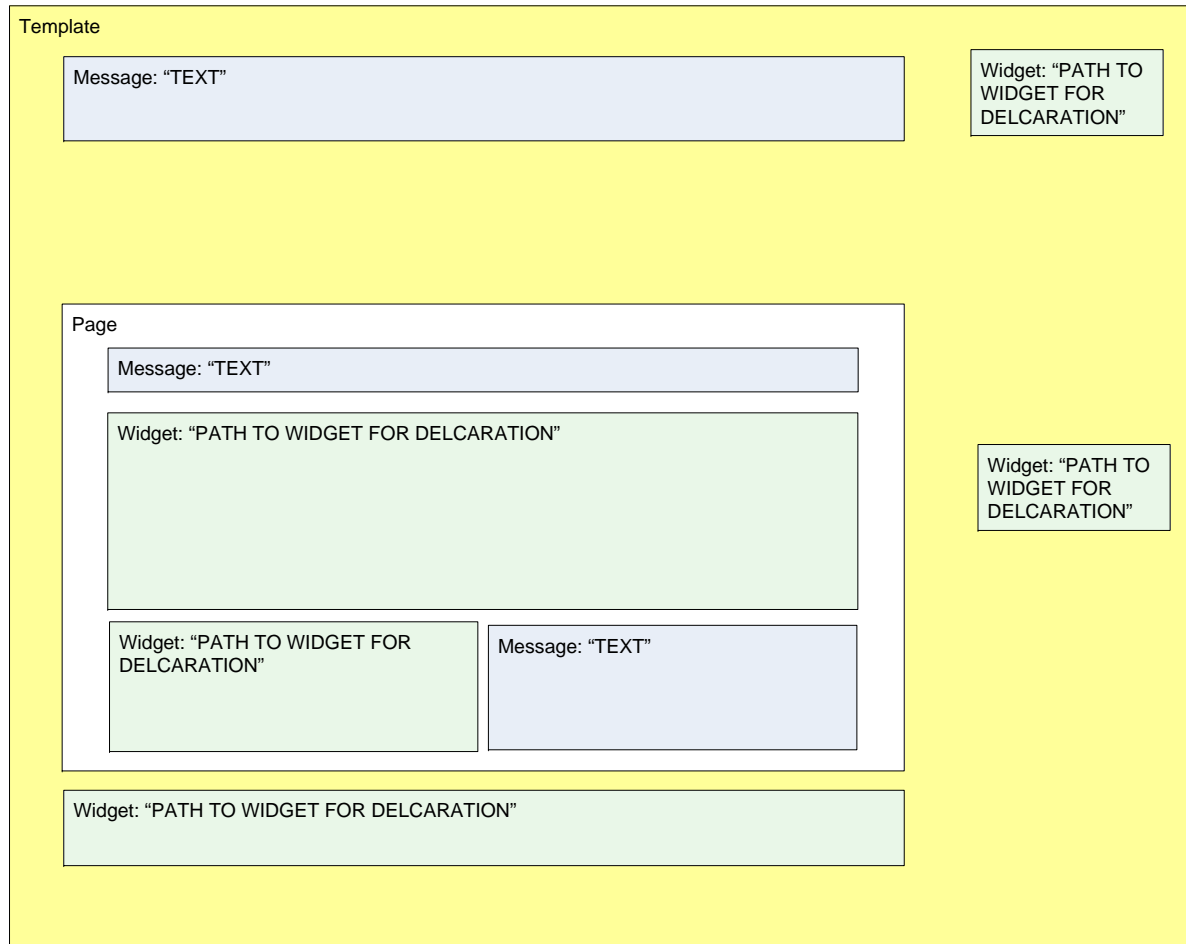 Template
Message: “TEXT”
Widget: “PATH TO
WIDGET FOR
DELCARATION”
Page
Message: “TEXT”
Widget: “PATH TO WIDGET FOR DELCARATION”
Widget: “PATH TO
WIDGET FOR
DELCARATION”
Widget: “PATH TO WIDGET FOR
DELCARATION”
Message: “TEXT”
Widget: “PATH TO WIDGET FOR DELCARATION”